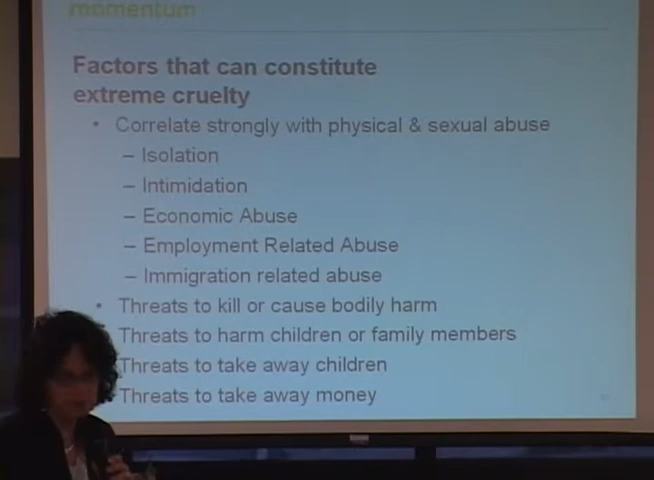 momentum
Factors that can constitute
extreme cruelty
• Correlate strongly with physical & sexual abuse
– Isolation
– Intimidation
– Economic Abuse
– Employment Related Abuse
– Immigration related abuse
• Threats to kill or cause bodily harm
Threats to harm children or family members
Threats to take away children
Threats to take away money